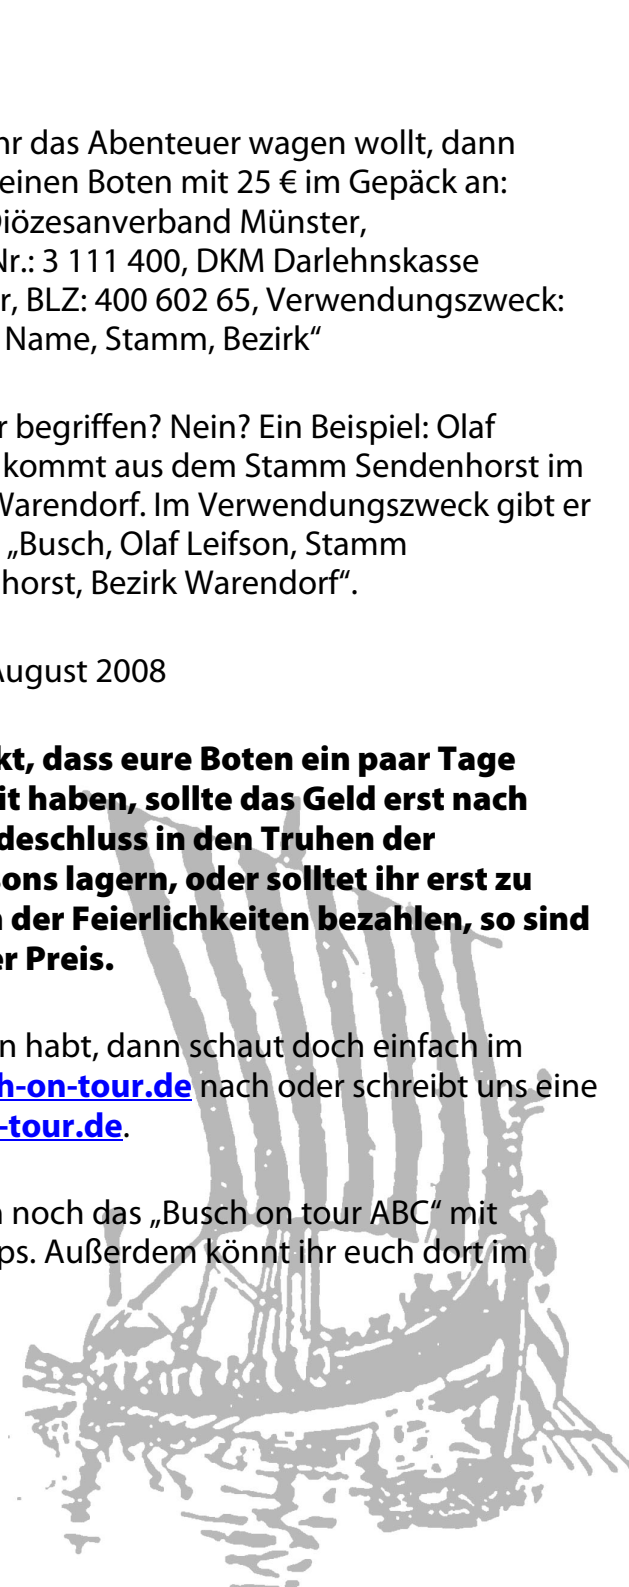 hr das Abenteuer wagen wollt, dann
einen Boten mit 25 € im Gepäck an:
Diözesanverband Münster,
Nr.: 3 111 400, DKM Darlehnskasse
r, BLZ: 400 602 65, Verwendungszweck:
Name, Stamm, Bezirk“
r begriffen? Nein? Ein Beispiel: Olaf
kommt aus dem Stamm Sendenhorst im
Warendorf. Im Verwendungszweck gibt er
„Busch, Olaf Leifson, Stamm
horst, Bezirk Warendorf“.
August 2008
kt, dass eure Boten ein paar Tage
it haben, sollte das Geld erst nach
deschluss in den Truhen der
sons lagern, oder solltet ihr erst zu
n der Feierlichkeiten bezahlen, so sind
er Preis.
n habt, dann schaut doch einfach im
h-on-tour.de nach oder schreibt uns eine
-tour.de.
n noch das „Busch on tour ABC“ mit
ps. Außerdem könnt ihr euch dort im